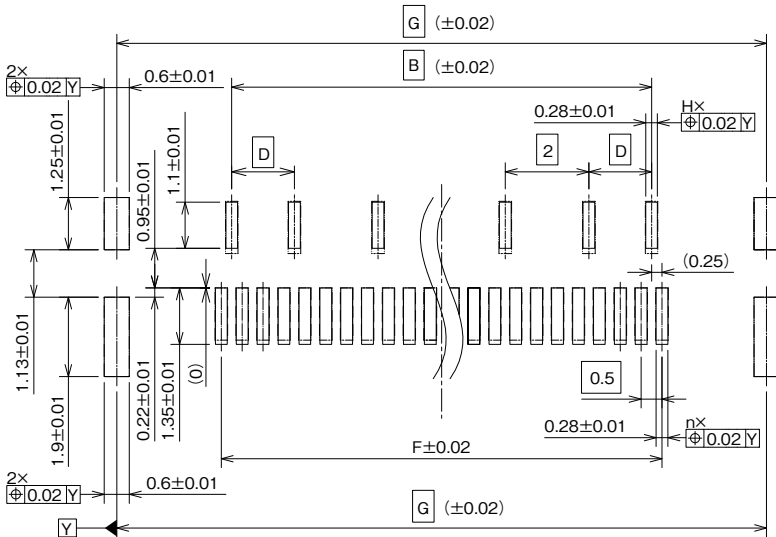 G (±0.02)
B (±0.02)
2×
⌖ 0.02 Y
0.6±0.01
0.28±0.01
H×
⌖ 0.02 Y
1.25±0.01
0.95±0.01
1.1±0.01
D
2
D
(0.25)
1.13±0.01
1.9±0.01
0.22±0.01
1.35±0.01
(0)
0.5
0.28±0.01
n×
⌖ 0.02 Y
F±0.02
2×
⌖ 0.02 Y
0.6±0.01
G (±0.02)
Y